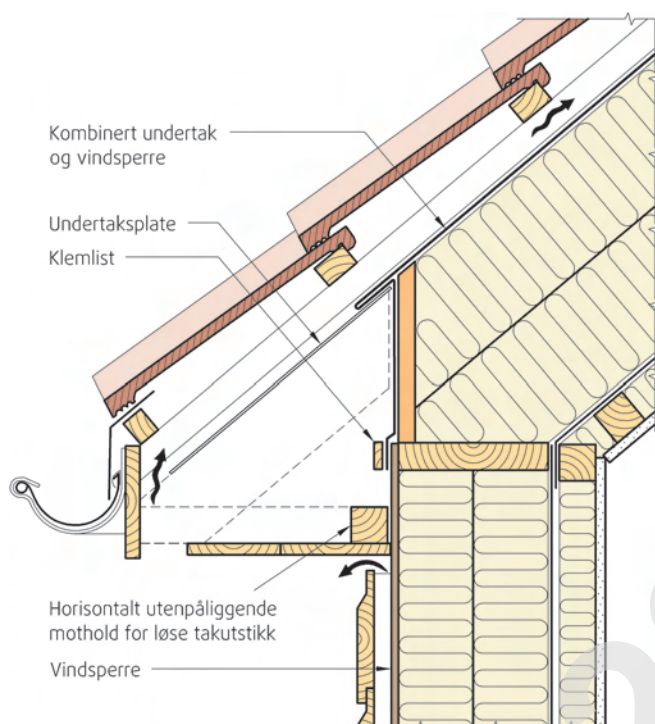 Kombinert undertak
og vindsperre
Undertaksplate
Klemlist
Horisontalt utenpåliggende
mothold for løse takutstikk
Vindsperre